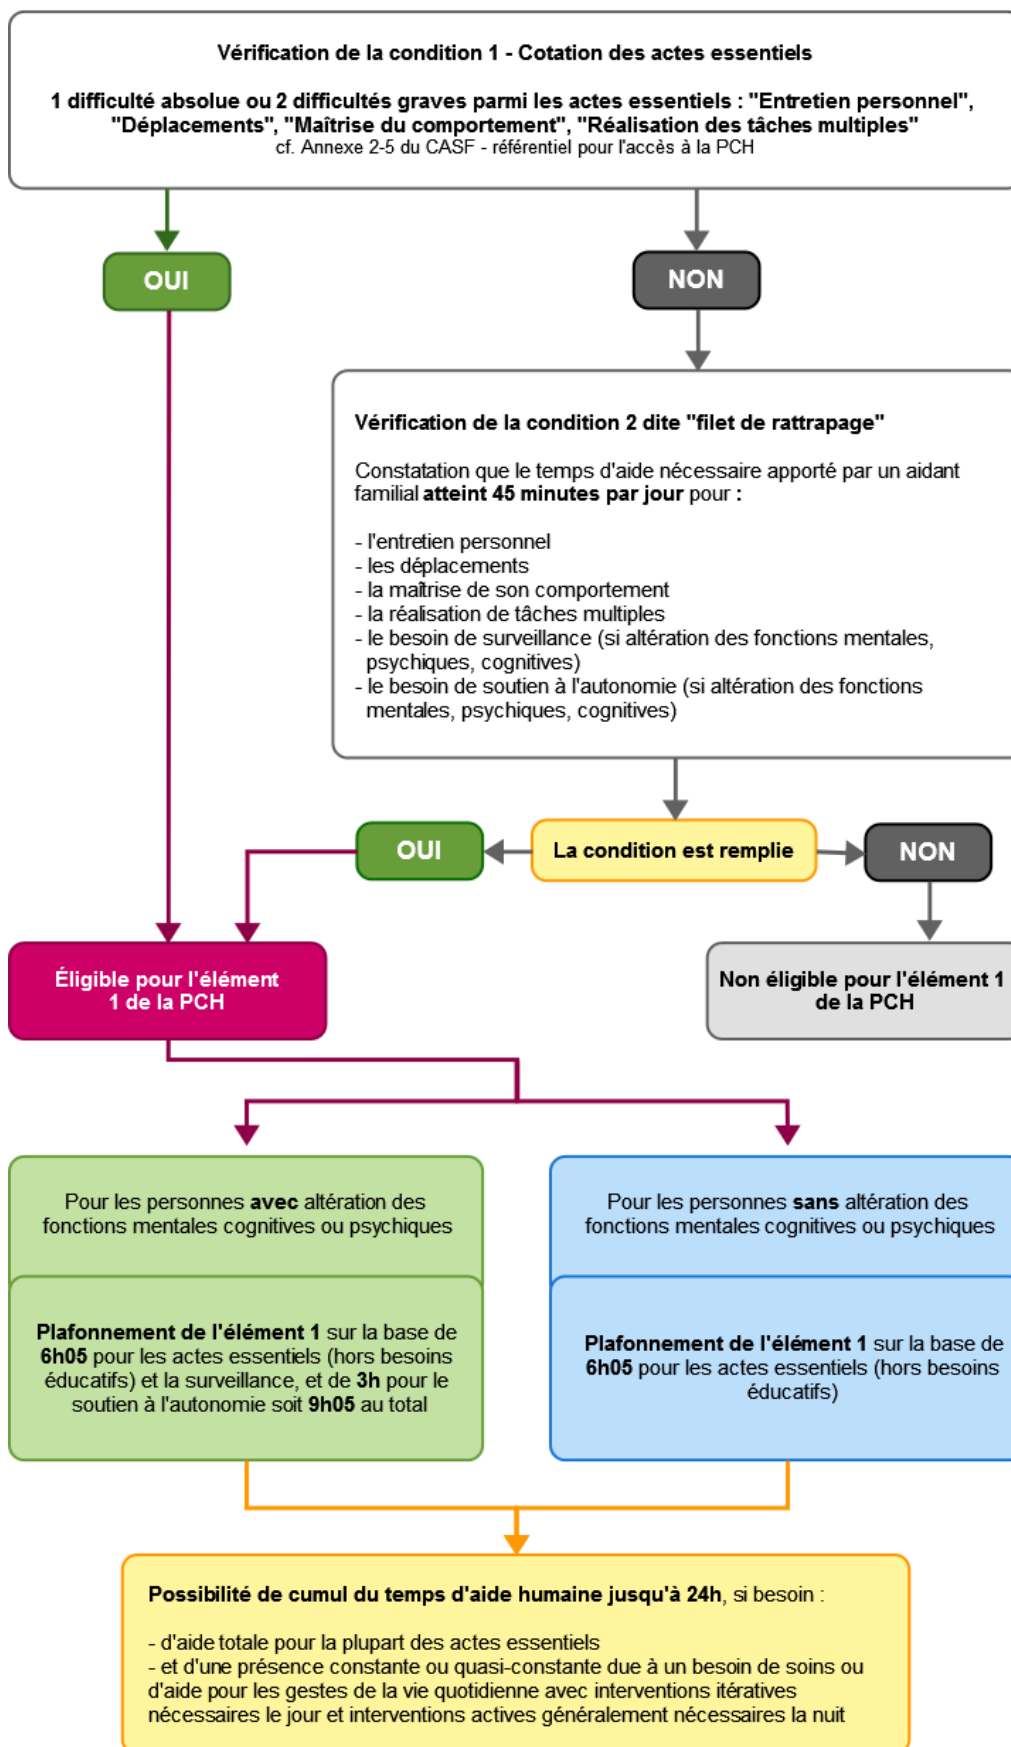 Vérification de la condition 1 - Cotation des actes essentiels
1 difficulté absolue ou 2 difficultés graves parmi les actes essentiels : "Entretien personnel",
"Déplacements", "Maîtrise du comportement", "Réalisation des tâches multiples"
cf. Annexe 2-5 du CASF - référentiel pour l'accès à la PCH
OUI
NON
Vérification de la condition 2 dite "filet de rattrapage"
Constatation que le temps d'aide nécessaire apporté par un aidant
familial atteint 45 minutes par jour pour :
- l'entretien personnel
- les déplacements
- la maîtrise de son comportement
- la réalisation de tâches multiples
- le besoin de surveillance (si altération des fonctions mentales,
psychiques, cognitives)
- le besoin de soutien à l'autonomie (si altération des fonctions
mentales, psychiques, cognitives)
OUI
La condition est remplie
NON
Éligible pour l'élément
1 de la PCH
Non éligible pour l'élément 1
de la PCH
Pour les personnes avec altération des
fonctions mentales cognitives ou psychiques
Plafonnement de l'élément 1 sur la base de
6h05 pour les actes essentiels (hors besoins
éducatifs) et la surveillance, et de 3h pour le
soutien à l'autonomie soit 9h05 au total
Pour les personnes sans altération des
fonctions mentales cognitives ou psychiques
Plafonnement de l'élément 1 sur la base de
6h05 pour les actes essentiels (hors besoins
éducatifs)
Possibilité de cumul du temps d'aide humaine jusqu'à 24h, si besoin :
- d'aide totale pour la plupart des actes essentiels
- et d'une présence constante ou quasi-constante due à un besoin de soins ou
d'aide pour les gestes de la vie quotidienne avec interventions itératives
nécessaires le jour et interventions actives généralement nécessaires la nuit